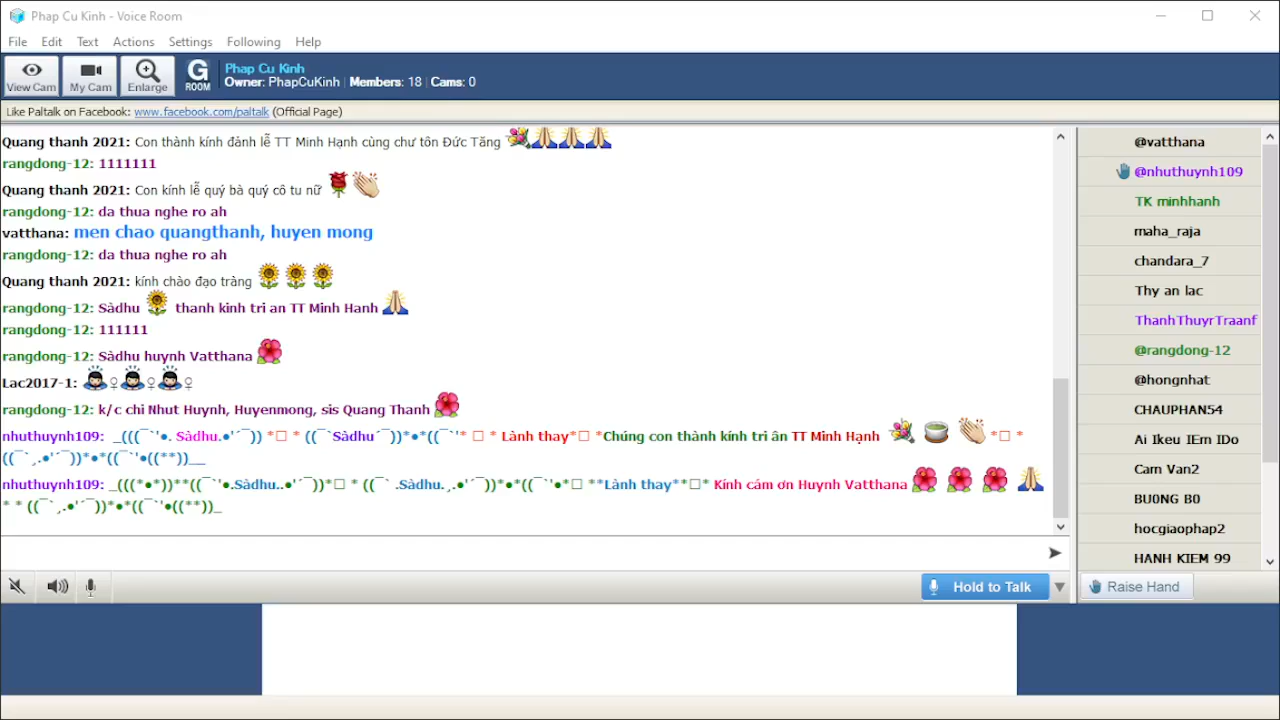 Phap Cu Kinh - Voice Room
File Edit Text Actions Settings Following Help
View Cam My Cam Enlarge G ROOM
Phap Cu Kinh
Owner: PhapCuKinh | Members: 18 | Cams: 0
Like Paltalk on Facebook: www.facebook.com/paltalk (Official Page)
Quang thanh 2021: Con thành kính đảnh lễ TT Minh Hạnh cùng chư tôn Đức Tăng
rangdong-12: 1111111
Quang thanh 2021: Con kính lễ quý bà quý cô tu nữ
rangdong-12: da thua nghe ro ah
vatthana: men chao quangthanh, huyen mong
rangdong-12: da thua nghe ro ah
Quang thanh 2021: kính chào đạo tràng
rangdong-12: Sàdhu thanh kinh tri an TT Minh Hanh
rangdong-12: 111111
rangdong-12: Sàdhu huynh Vatthana
Lac2017-1: ♀ ♀ ♀
rangdong-12: k/c chi Nhut Huynh, Huyenmong, sis Quang Thanh
nhuthuynh109: _(((¯`'•. Sàdhu.•'´¯)) *□ * ((¯`Sàdhu´¯))*•*((¯`'* □ * Lành thay*□ *Chúng con thành kính tri ân TT Minh Hạnh *□ *
((¯`¸.•'´¯))*•*((¯`'•((**))__
nhuthuynh109: _(((*•*))**((¯`'•.Sàdhu..•'´¯))*□ * ((¯` .Sàdhu.¸.•'´¯))*•*((¯`'•*□ **Lành thay**□* Kính cám ơn Huynh Vatthana
* * ((¯`¸.•'´¯))*•*((¯`'•((**))_
Hold to Talk
@vatthana
@nhuthuynh109
TK minhhanh
maha_raja
chandara_7
Thy an lac
ThanhThuyrTraanf
@rangdong-12
@hongnhat
CHAUPHAN54
Ai Ikeu IEm IDo
Cam Van2
BU0NG B0
hocgiaophap2
HANH KIEM 99
Raise Hand